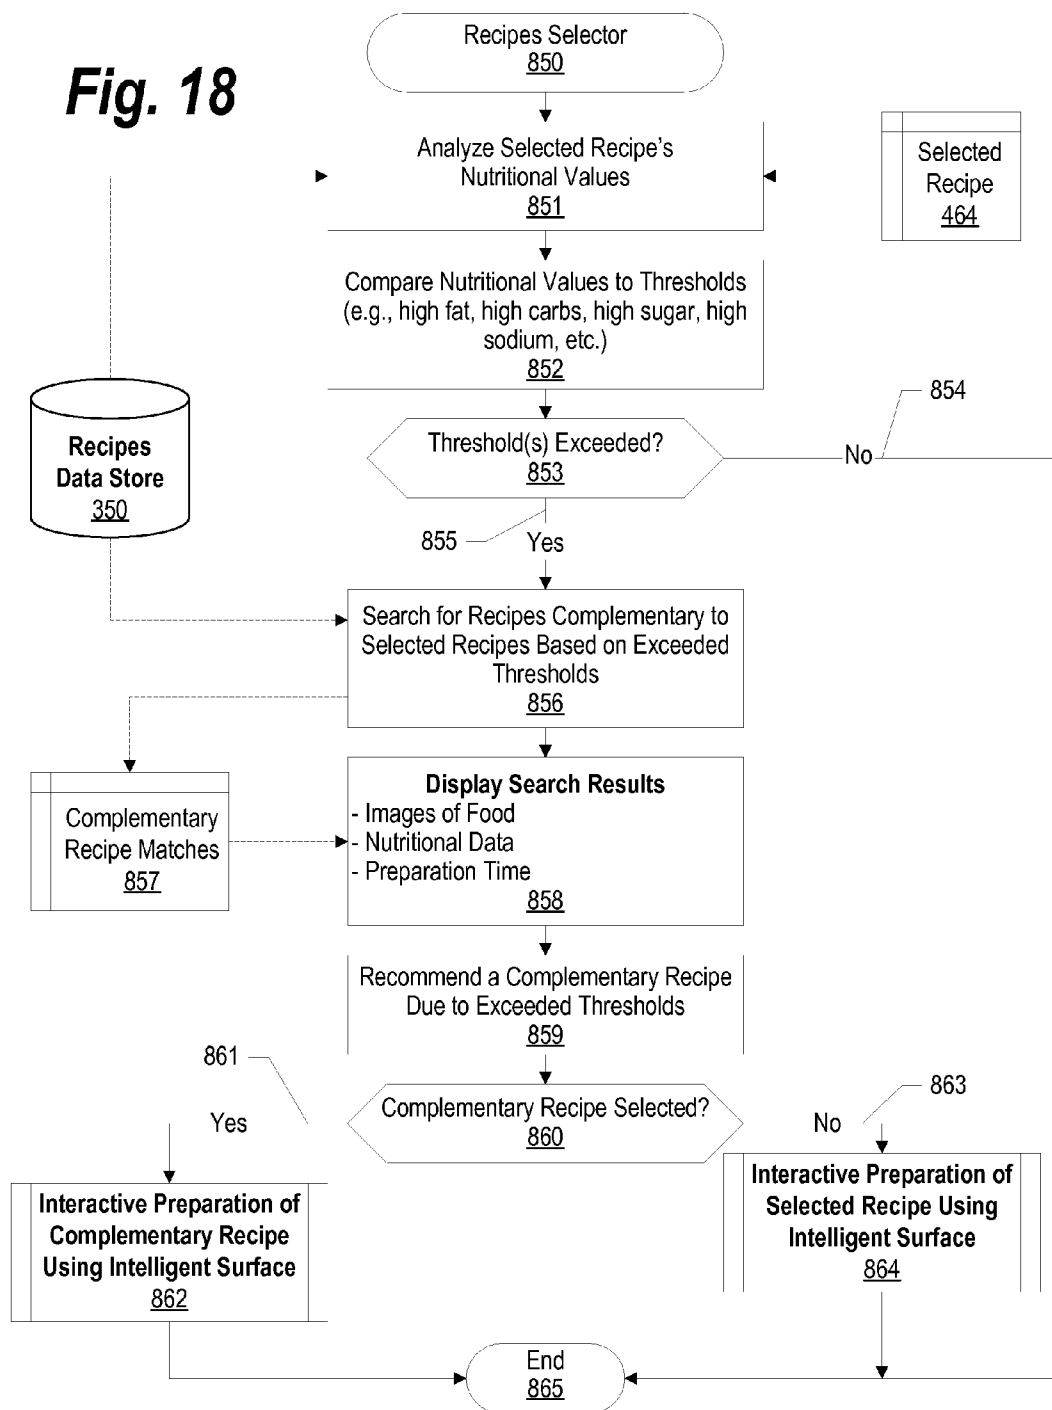 Fig. 18
Recipes Selector
850
Analyze Selected Recipe's
Nutritional Values
851
Selected
Recipe
464
Compare Nutritional Values to Thresholds
(e.g., high fat, high carbs, high sugar, high
sodium, etc.)
852
854
Threshold(s) Exceeded?
853
No
Recipes
Data Store
350
855
Yes
Search for Recipes Complementary to
Selected Recipes Based on Exceeded
Thresholds
856
Complementary
Recipe Matches
857
Display Search Results
- Images of Food
- Nutritional Data
- Preparation Time
858
Recommend a Complementary Recipe
Due to Exceeded Thresholds
859
861
Complementary Recipe Selected?
860
863
Yes
No
Interactive Preparation of
Complementary Recipe
Using Intelligent Surface
862
Interactive Preparation of
Selected Recipe Using
Intelligent Surface
864
End
865